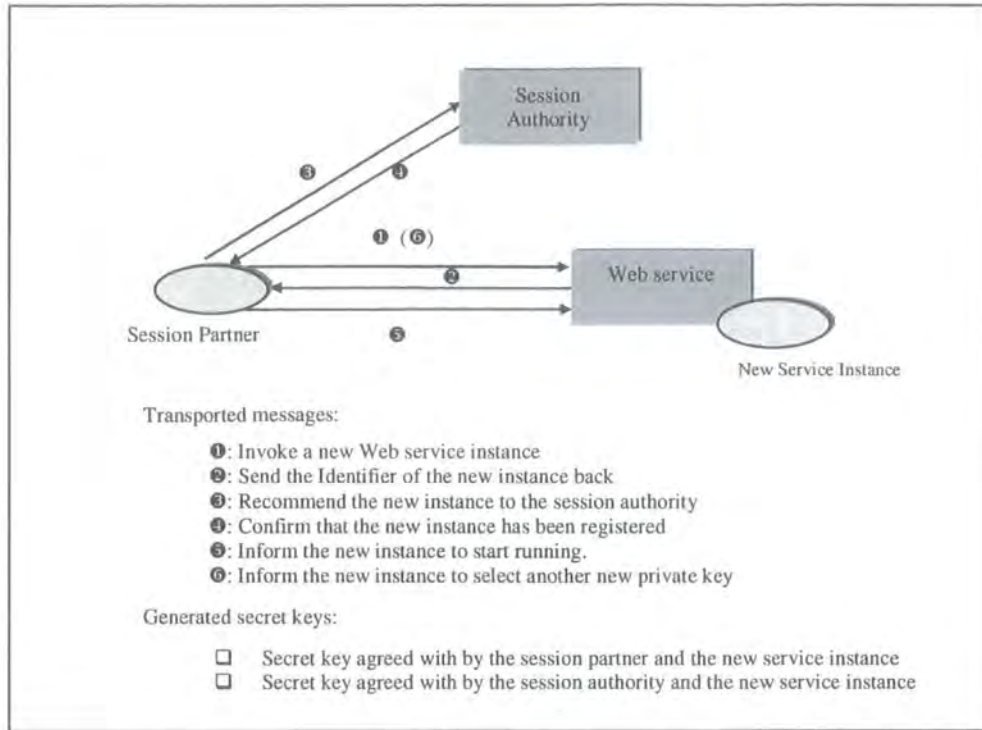 Session
Authority
❸
❹
❶ (❻)
❷
Web service
Session Partner
❺
New Service Instance
Transported messages:
❶: Invoke a new Web service instance
❷: Send the Identifier of the new instance back
❸: Recommend the new instance to the session authority
❹: Confirm that the new instance has been registered
❺: Inform the new instance to start running.
❻: Inform the new instance to select another new private key
Generated secret keys:
❑ Secret key agreed with by the session partner and the new service instance
❑ Secret key agreed with by the session authority and the new service instance